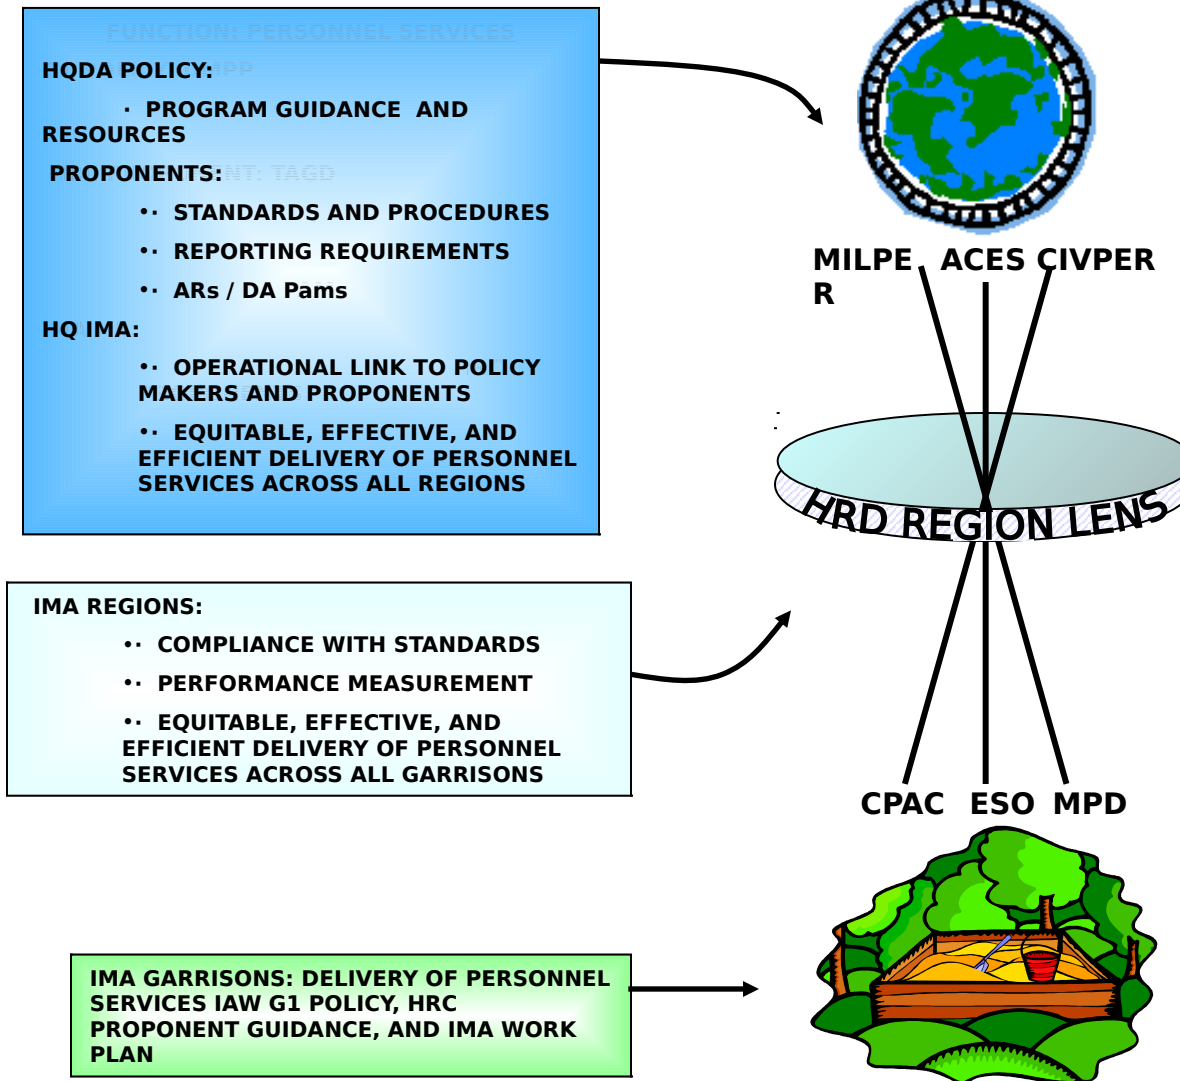 FUNCTION: PERSONNEL SERVICES
HQDA POLICY:
· PROGRAM GUIDANCE AND
RESOURCES
PROPONENTS:
•· STANDARDS AND PROCEDURES
•· REPORTING REQUIREMENTS
•· ARs / DA Pams
HQ IMA:
•· OPERATIONAL LINK TO POLICY
MAKERS AND PROPONENTS
•· EQUITABLE, EFFECTIVE, AND
EFFICIENT DELIVERY OF PERSONNEL
SERVICES ACROSS ALL REGIONS
MILPE ACES CIVPER
R
HRD REGION LENS
IMA REGIONS:
•· COMPLIANCE WITH STANDARDS
•· PERFORMANCE MEASUREMENT
•· EQUITABLE, EFFECTIVE, AND
EFFICIENT DELIVERY OF PERSONNEL
SERVICES ACROSS ALL GARRISONS
CPAC ESO MPD
IMA GARRISONS: DELIVERY OF PERSONNEL
SERVICES IAW G1 POLICY, HRC
PROPONENT GUIDANCE, AND IMA WORK
PLAN